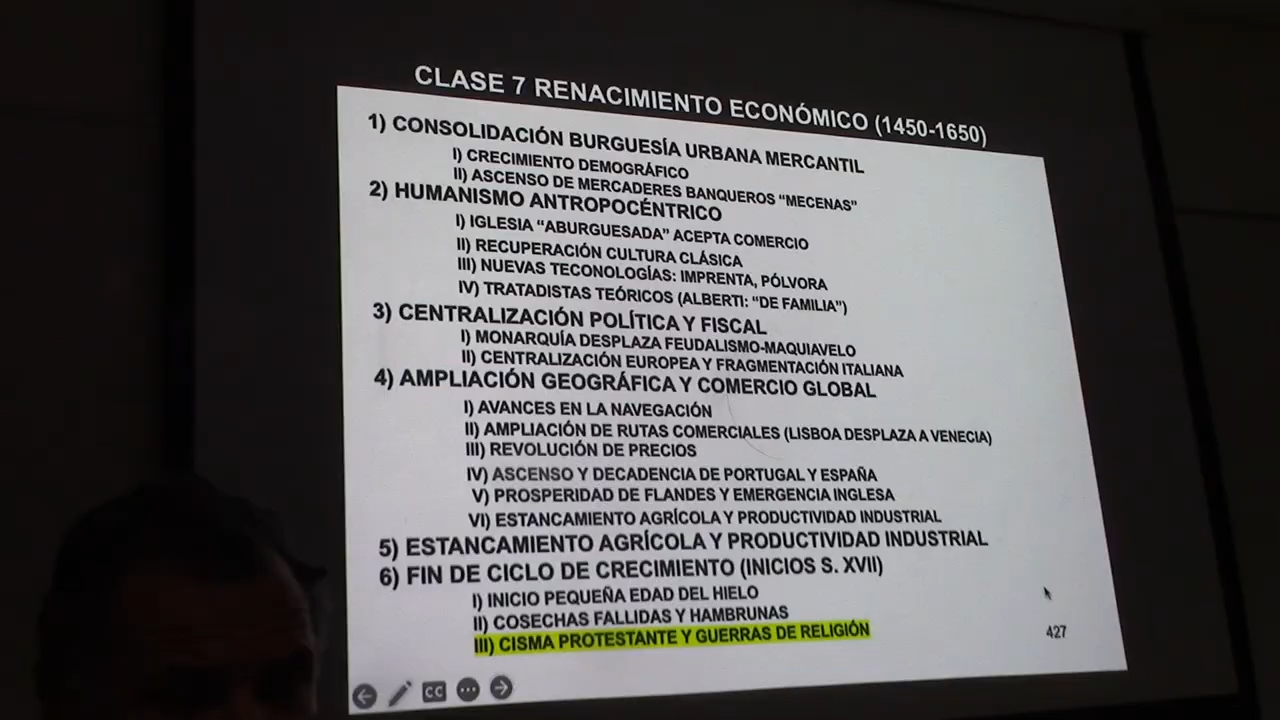 CLASE 7 RENACIMIENTO ECONÓMICO (1450-1650)
1) CONSOLIDACIÓN BURGUESÍA URBANA MERCANTIL
I) CRECIMIENTO DEMOGRÁFICO
II) ASCENSO DE MERCADERES BANQUEROS “MECENAS”
2) HUMANISMO ANTROPOCÉNTRICO
I) IGLESIA “ABURGUESADA” ACEPTA COMERCIO
II) RECUPERACIÓN CULTURA CLÁSICA
III) NUEVAS TECONOLOGÍAS: IMPRENTA, PÓLVORA
IV) TRATADISTAS TEÓRICOS (ALBERTI: “DE FAMILIA”)
3) CENTRALIZACIÓN POLÍTICA Y FISCAL
I) MONARQUÍA DESPLAZA FEUDALISMO-MAQUIAVELO
II) CENTRALIZACIÓN EUROPEA Y FRAGMENTACIÓN ITALIANA
4) AMPLIACIÓN GEOGRÁFICA Y COMERCIO GLOBAL
I) AVANCES EN LA NAVEGACIÓN
II) AMPLIACIÓN DE RUTAS COMERCIALES (LISBOA DESPLAZA A VENECIA)
III) REVOLUCIÓN DE PRECIOS
IV) ASCENSO Y DECADENCIA DE PORTUGAL Y ESPAÑA
V) PROSPERIDAD DE FLANDES Y EMERGENCIA INGLESA
VI) ESTANCAMIENTO AGRÍCOLA Y PRODUCTIVIDAD INDUSTRIAL
5) ESTANCAMIENTO AGRÍCOLA Y PRODUCTIVIDAD INDUSTRIAL
6) FIN DE CICLO DE CRECIMIENTO (INICIOS S. XVII)
I) INICIO PEQUEÑA EDAD DEL HIELO
II) COSECHAS FALLIDAS Y HAMBRUNAS
III) CISMA PROTESTANTE Y GUERRAS DE RELIGIÓN
427
CC